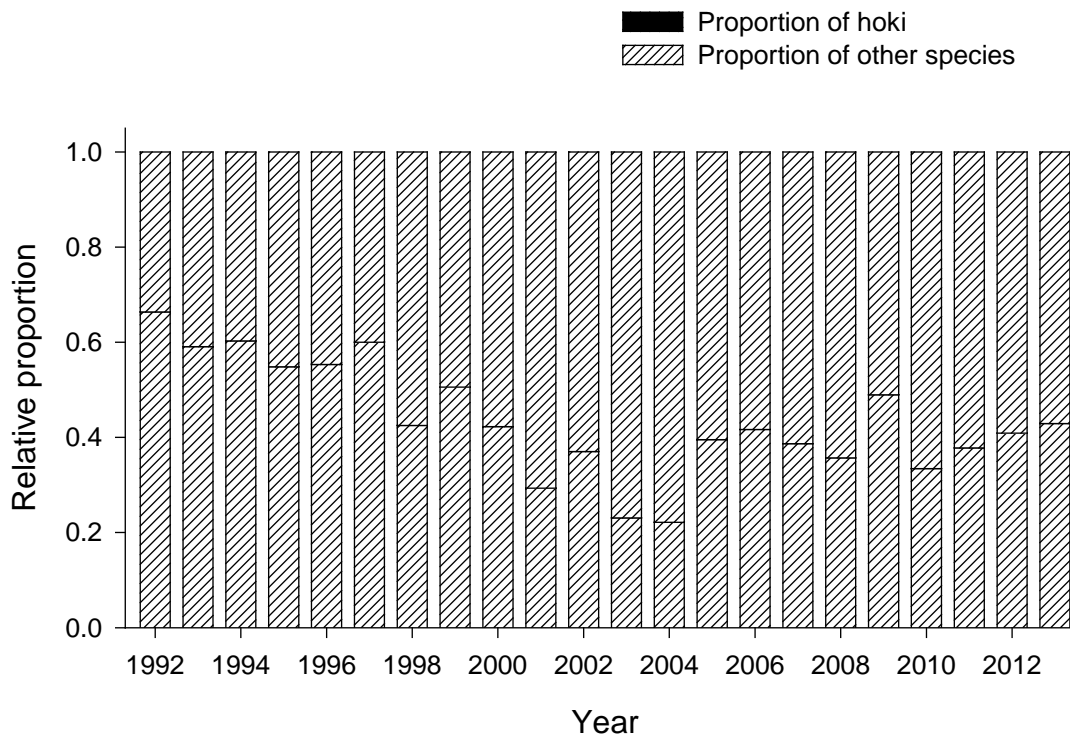 Proportion of hoki
Proportion of other species
1.0
0.8
0.6
0.4
0.2
0.0
Relative proportion
1992 1994 1996 1998 2000 2002 2004 2006 2008 2010 2012
Year